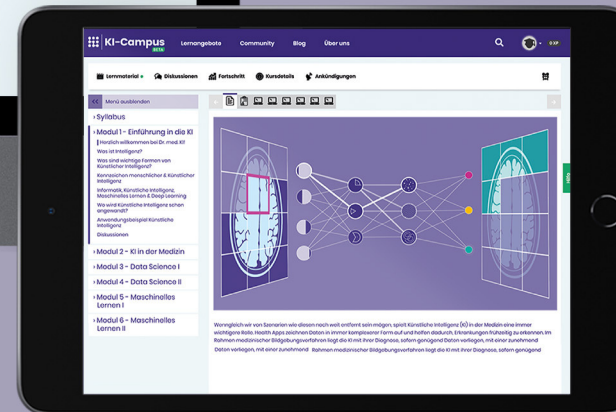 KI-Campus
BETA
Lernangebote Community Blog Über uns
0 XP
Lernmaterial Diskussionen Fortschritt Kursdetails Ankündigungen
Menü ausblenden
Syllabus
Modul 1 - Einführung in die KI
Herzlich willkommen bei Dr. med. KI!
Was ist Intelligenz?
Was sind wichtige Formen von
Künstlicher Intelligenz?
Kennzeichen menschlicher & Künstlicher
Intelligenz
Informatik, Künstliche Intelligenz,
Maschinelles Lernen & Deep Learning
Wo wird Künstliche Intelligenz schon
angewandt?
Anwendungsbeispiel Künstliche
Intelligenz
Diskussionen
Modul 2 - KI in der Medizin
Modul 3 - Data Science I
Modul 4 - Data Science II
Modul 5 - Maschinelles
Lernen I
Modul 6 - Maschinelles
Lernen II
Hilfe
Wenngleich wir von Szenarien wie diesen noch weit entfernt sein mögen, spielt Künstliche Intelligenz (KI) in der Medizin eine immer
wichtigere Rolle. Health Apps zeichnen Daten in immer komplexerer Form auf und helfen dadurch, Erkrankungen frühzeitig zu erkennen. Im
Rahmen medizinischer Bildgebungsverfahren liegt die KI mit ihrer Diagnose, sofern genügend Daten vorliegen, mit einer zunehmend
Daten vorliegen, mit einer zunehmend Rahmen medizinischer Bildgebungsverfahren liegt die KI mit ihrer Diagnose, sofern genügend